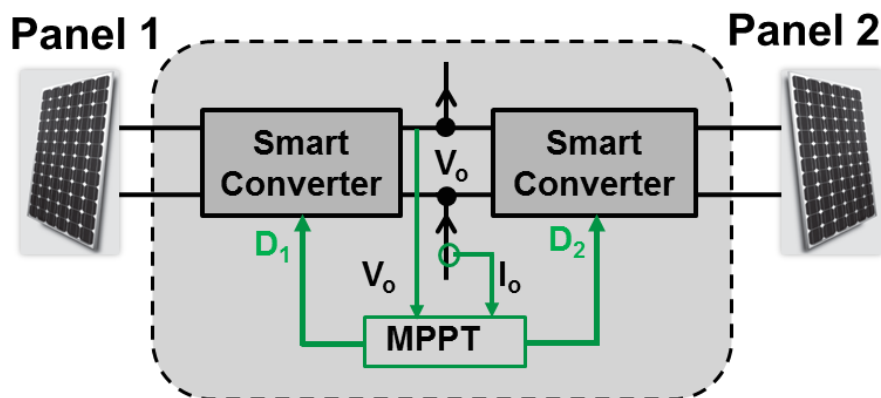 Panel 1
Panel 2
Smart
Converter
Vo
Smart
Converter
D1
Vo
Io
D2
MPPT